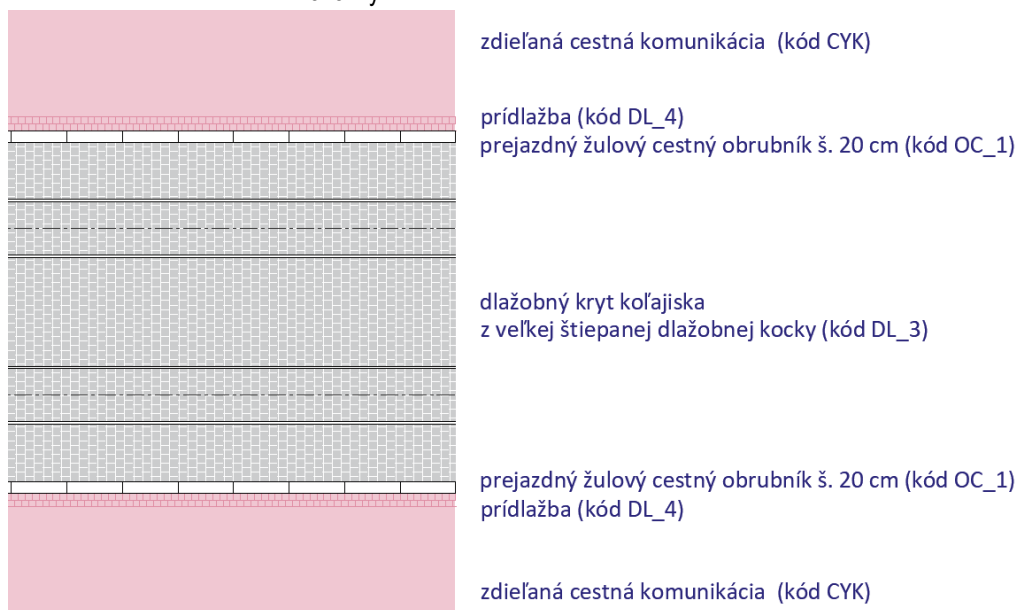 zdieľaná cestná komunikácia (kód CYK)
prídlažba (kód DL_4)
prejazdný žulový cestný obrubník š. 20 cm (kód OC_1)
dlažobný kryt koľajiska
z veľkej štiepanej dlažobnej kocky (kód DL_3)
prejazdný žulový cestný obrubník š. 20 cm (kód OC_1)
prídlažba (kód DL_4)
zdieľaná cestná komunikácia (kód CYK)